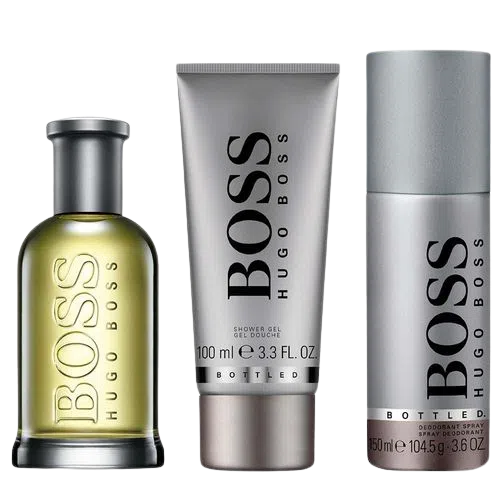 BOSS
HUGO BOSS
BOSS
HUGO BOSS
SHOWER GEL
GEL DOUCHE
100 ml ℮ 3.3 FL. OZ.
BOTTLED
BOSS
HUGO BOSS
BOTTLED.
DEODORANT SPRAY
SPRAY DEODORANT
150 ml ℮ 104.5 g · 3.6 OZ